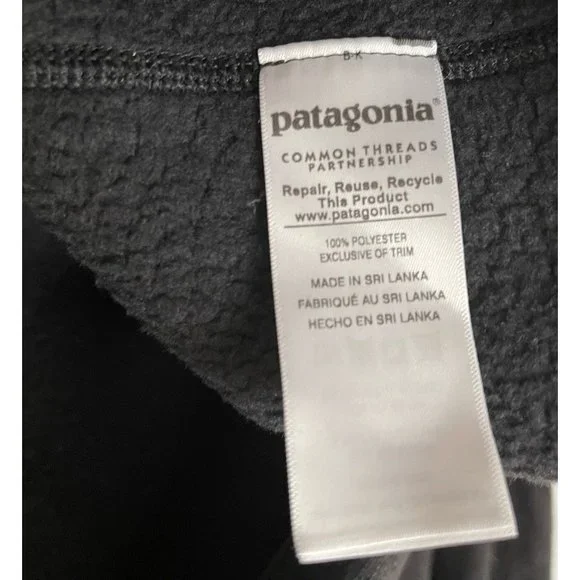 B-K
patagonia®
COMMON THREADS
PARTNERSHIP
Repair, Reuse, Recycle
This Product
www.patagonia.com
100% POLYESTER
EXCLUSIVE OF TRIM
MADE IN SRI LANKA
FABRIQUÉ AU SRI LANKA
HECHO EN SRI LANKA